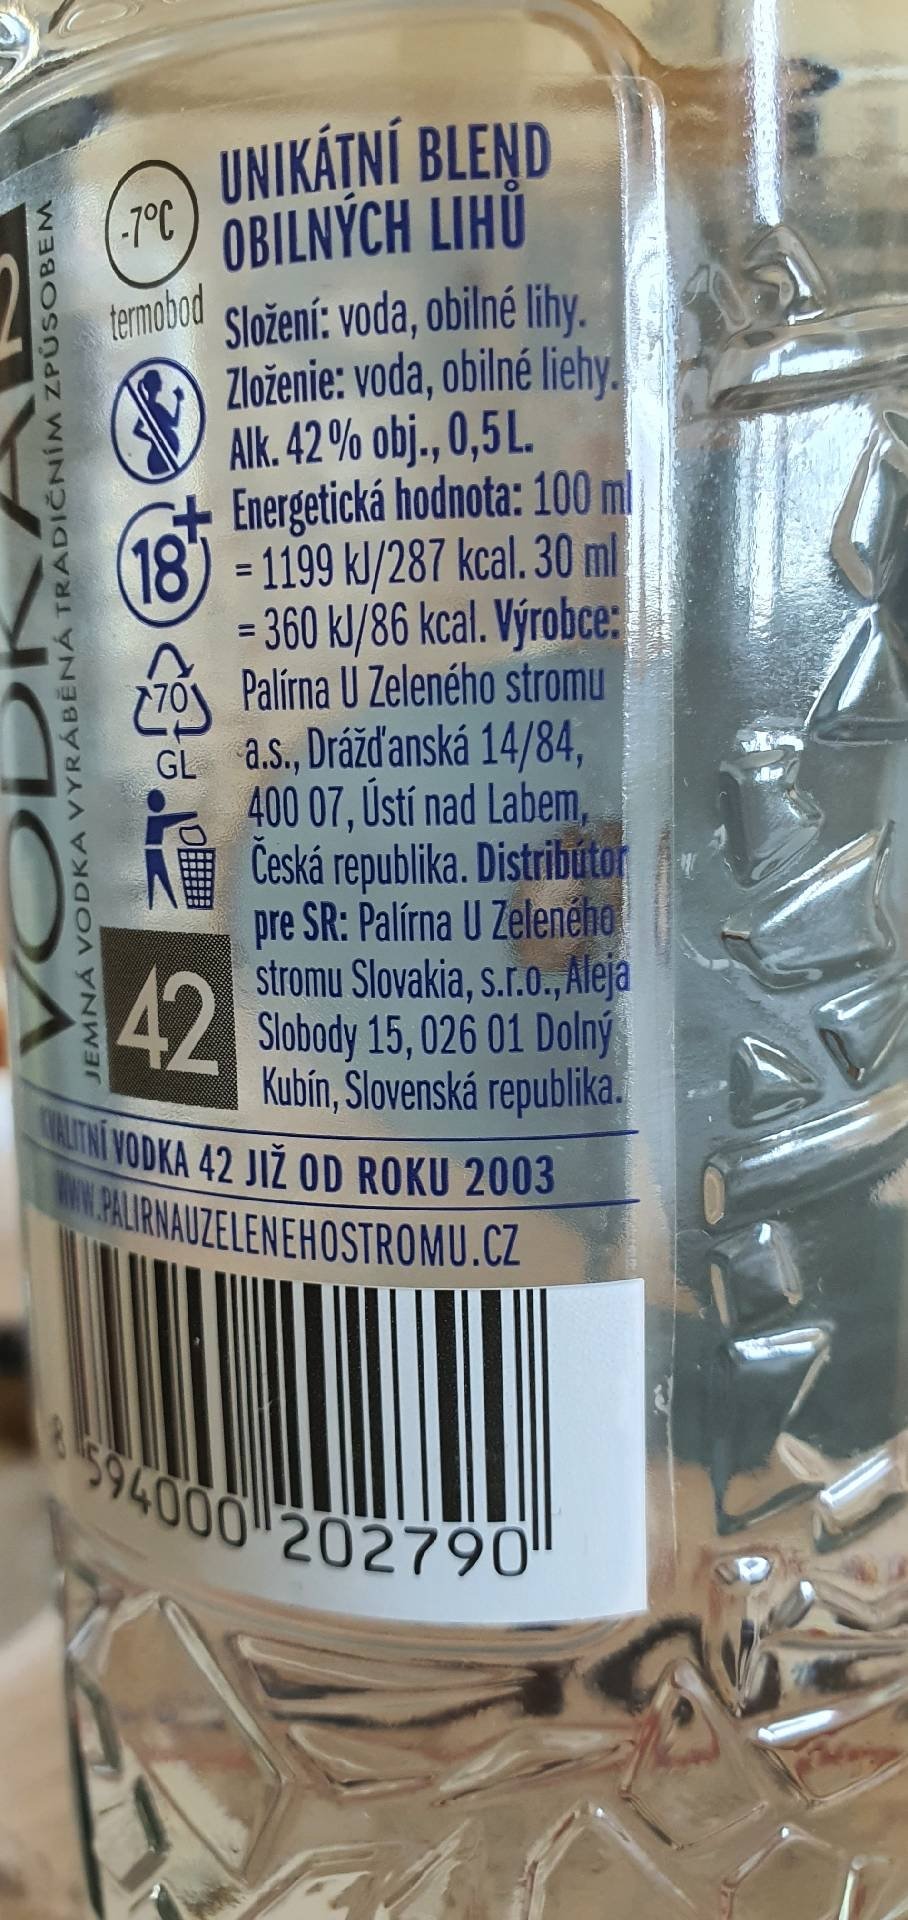 VODKA 42
JEMNÁ VODKA VYRÁBĚNÁ TRADIČNÍM ZPŮSOBEM
-7°C
termobod
18+
70
GL
42
UNIKÁTNÍ BLEND
OBILNÝCH LIHŮ
Složení: voda, obilné lihy.
Zloženie: voda, obilné liehy.
Alk. 42% obj., 0,5L.
Energetická hodnota: 100 ml
= 1199 kJ/287 kcal. 30 ml
= 360 kJ/86 kcal. Výrobce:
Palírna U Zeleného stromu
a.s., Drážďanská 14/84,
400 07, Ústí nad Labem,
Česká republika. Distribútor
pre SR: Palírna U Zeleného
stromu Slovakia, s.r.o., Aleja
Slobody 15, 026 01 Dolný
Kubín, Slovenská republika.
KVALITNÍ VODKA 42 JIŽ OD ROKU 2003
WWW.PALIRNAUZELENEHOSTROMU.CZ
8 594000 202790